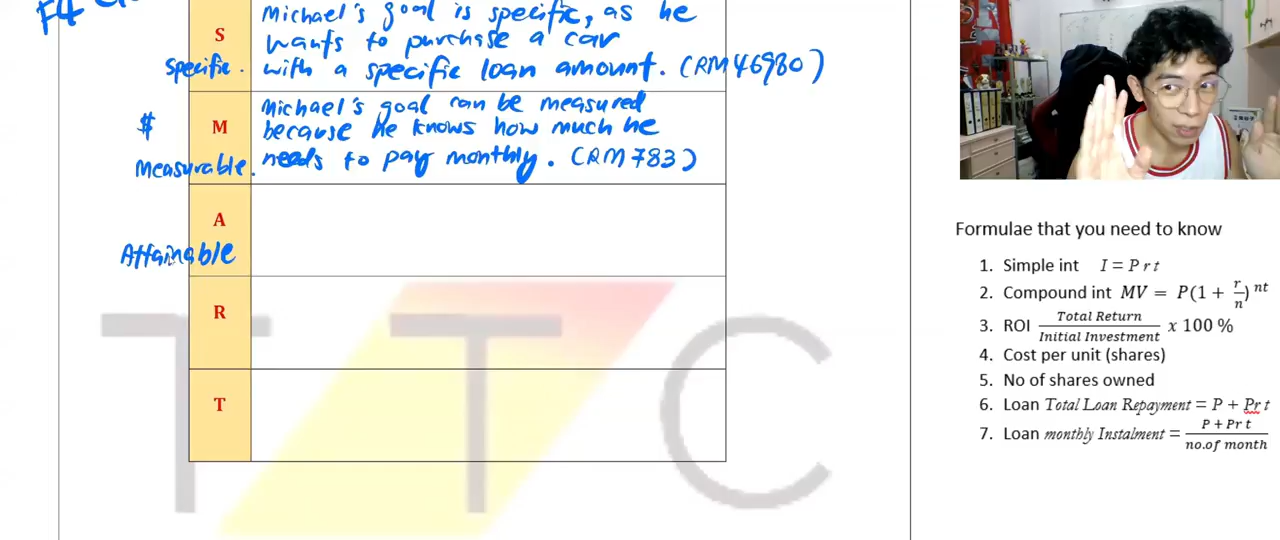 F4
S
Specific.
Michael's goal is specific, as he
wants to purchase a car
with a specific loan amount. (RM46980)
$
M
Measurable.
Michael's goal can be measured
because he knows how much he
needs to pay monthly. (RM783)
A
Attainable
R
T
TTC
Formulae that you need to know
1. Simple int I = P r t
2. Compound int MV = P(1 + r/n)^nt
3. ROI Total Return / Initial Investment x 100 %
4. Cost per unit (shares)
5. No of shares owned
6. Loan Total Loan Repayment = P + Pr t
7. Loan monthly Instalment = P + Pr t / no.of month